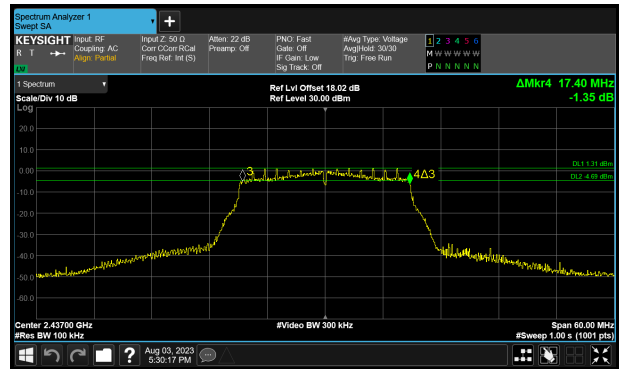 Spectrum Analyzer 1
Swept SA
KEYSIGHT
R T
Input: RF
Coupling: AC
Align: Partial
Input Z: 50 Ω
Corr CCorr RCal
Freq Ref: Int (S)
Atten: 22 dB
Preamp: Off
PNO: Fast
Gate: Off
IF Gain: Low
Sig Track: Off
#Avg Type: Voltage
Avg|Hold: 30/30
Trig: Free Run
1 2 3 4 5 6
M W W W W W
P N N N N N
LXI
1 Spectrum
Scale/Div 10 dB
Ref Lvl Offset 18.02 dB
Ref Level 30.00 dBm
ΔMkr4 17.40 MHz
-1.35 dB
Log
20.0
10.0
0.00
-10.0
-20.0
-30.0
-40.0
-50.0
-60.0
3
4Δ3
DL1 1.31 dBm
DL2 -4.69 dBm
Center 2.43700 GHz
#Res BW 100 kHz
#Video BW 300 kHz
Span 60.00 MHz
#Sweep 1.00 s (1001 pts)
?
Aug 03, 2023
5:30:17 PM